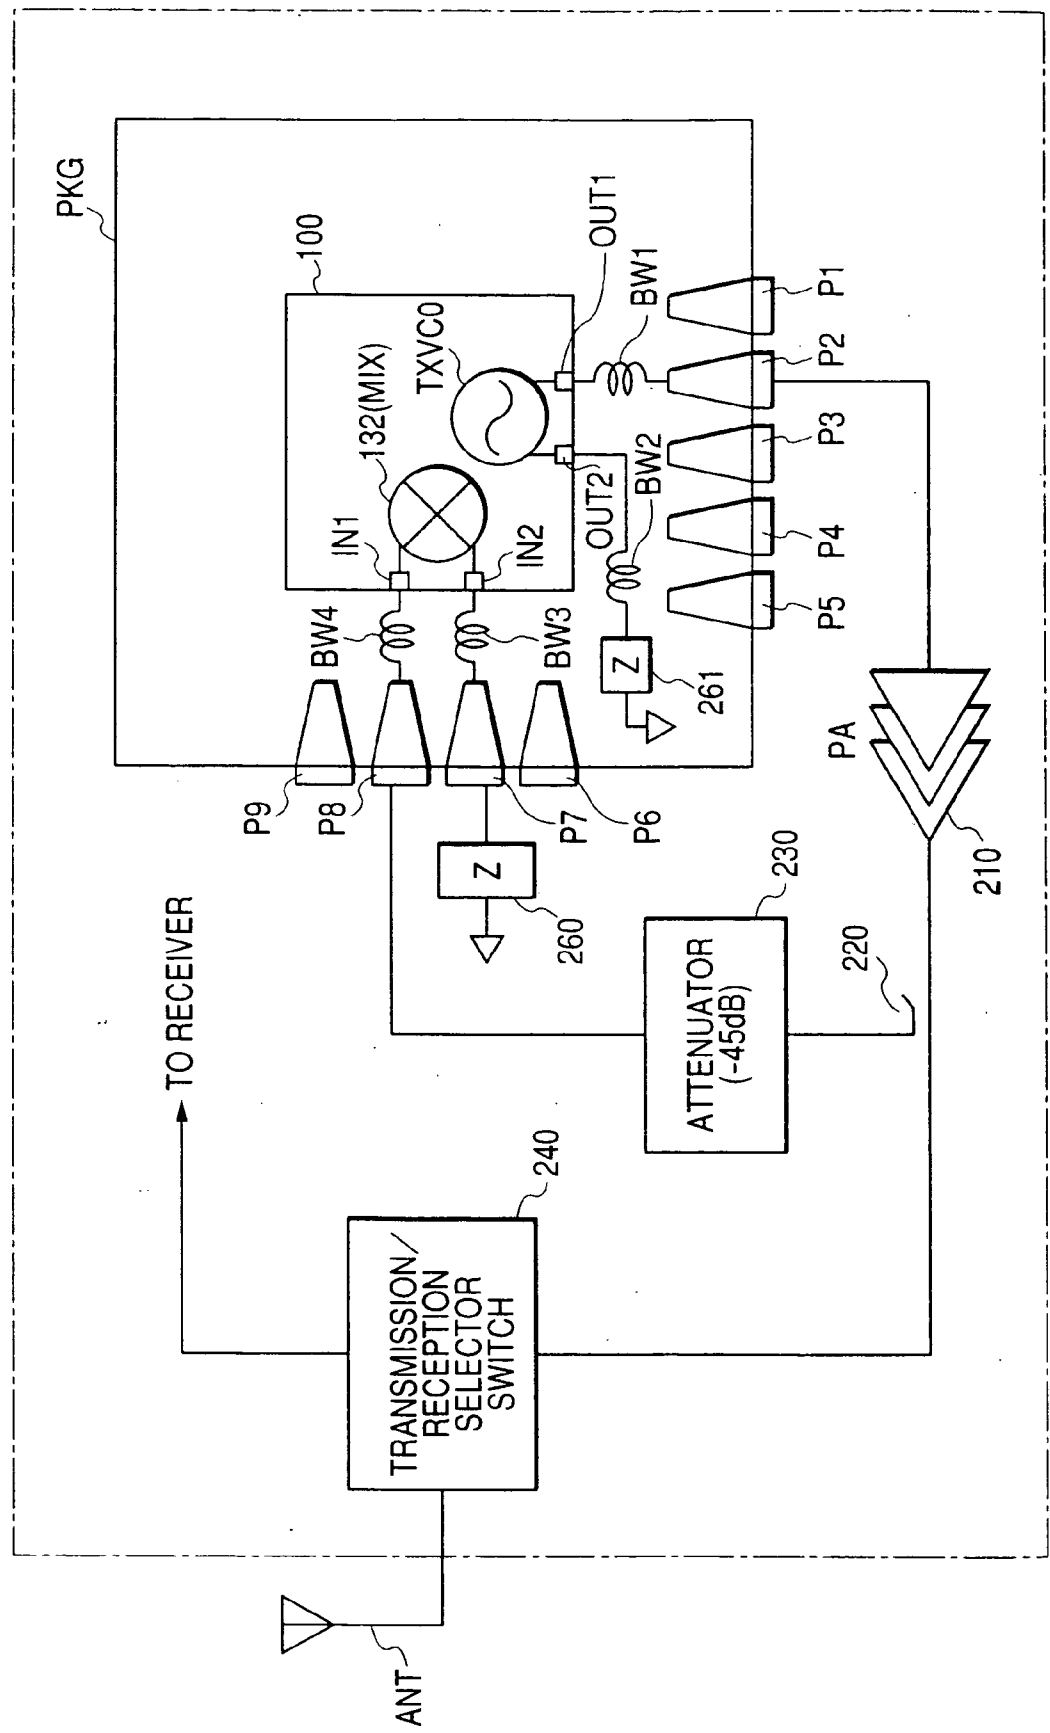 PKG
100
132(MIX)
TXVC0
IN1
IN2
OUT1
OUT2
BW1
BW2
BW4
BW3
P1
P2
P3
P4
P5
P9
P8
P7
P6
Z
261
Z
260
PA
210
TO RECEIVER
220
230
ATTENUATOR
(-45dB)
240
TRANSMISSION/
RECEPTION
SELECTOR
SWITCH
ANT